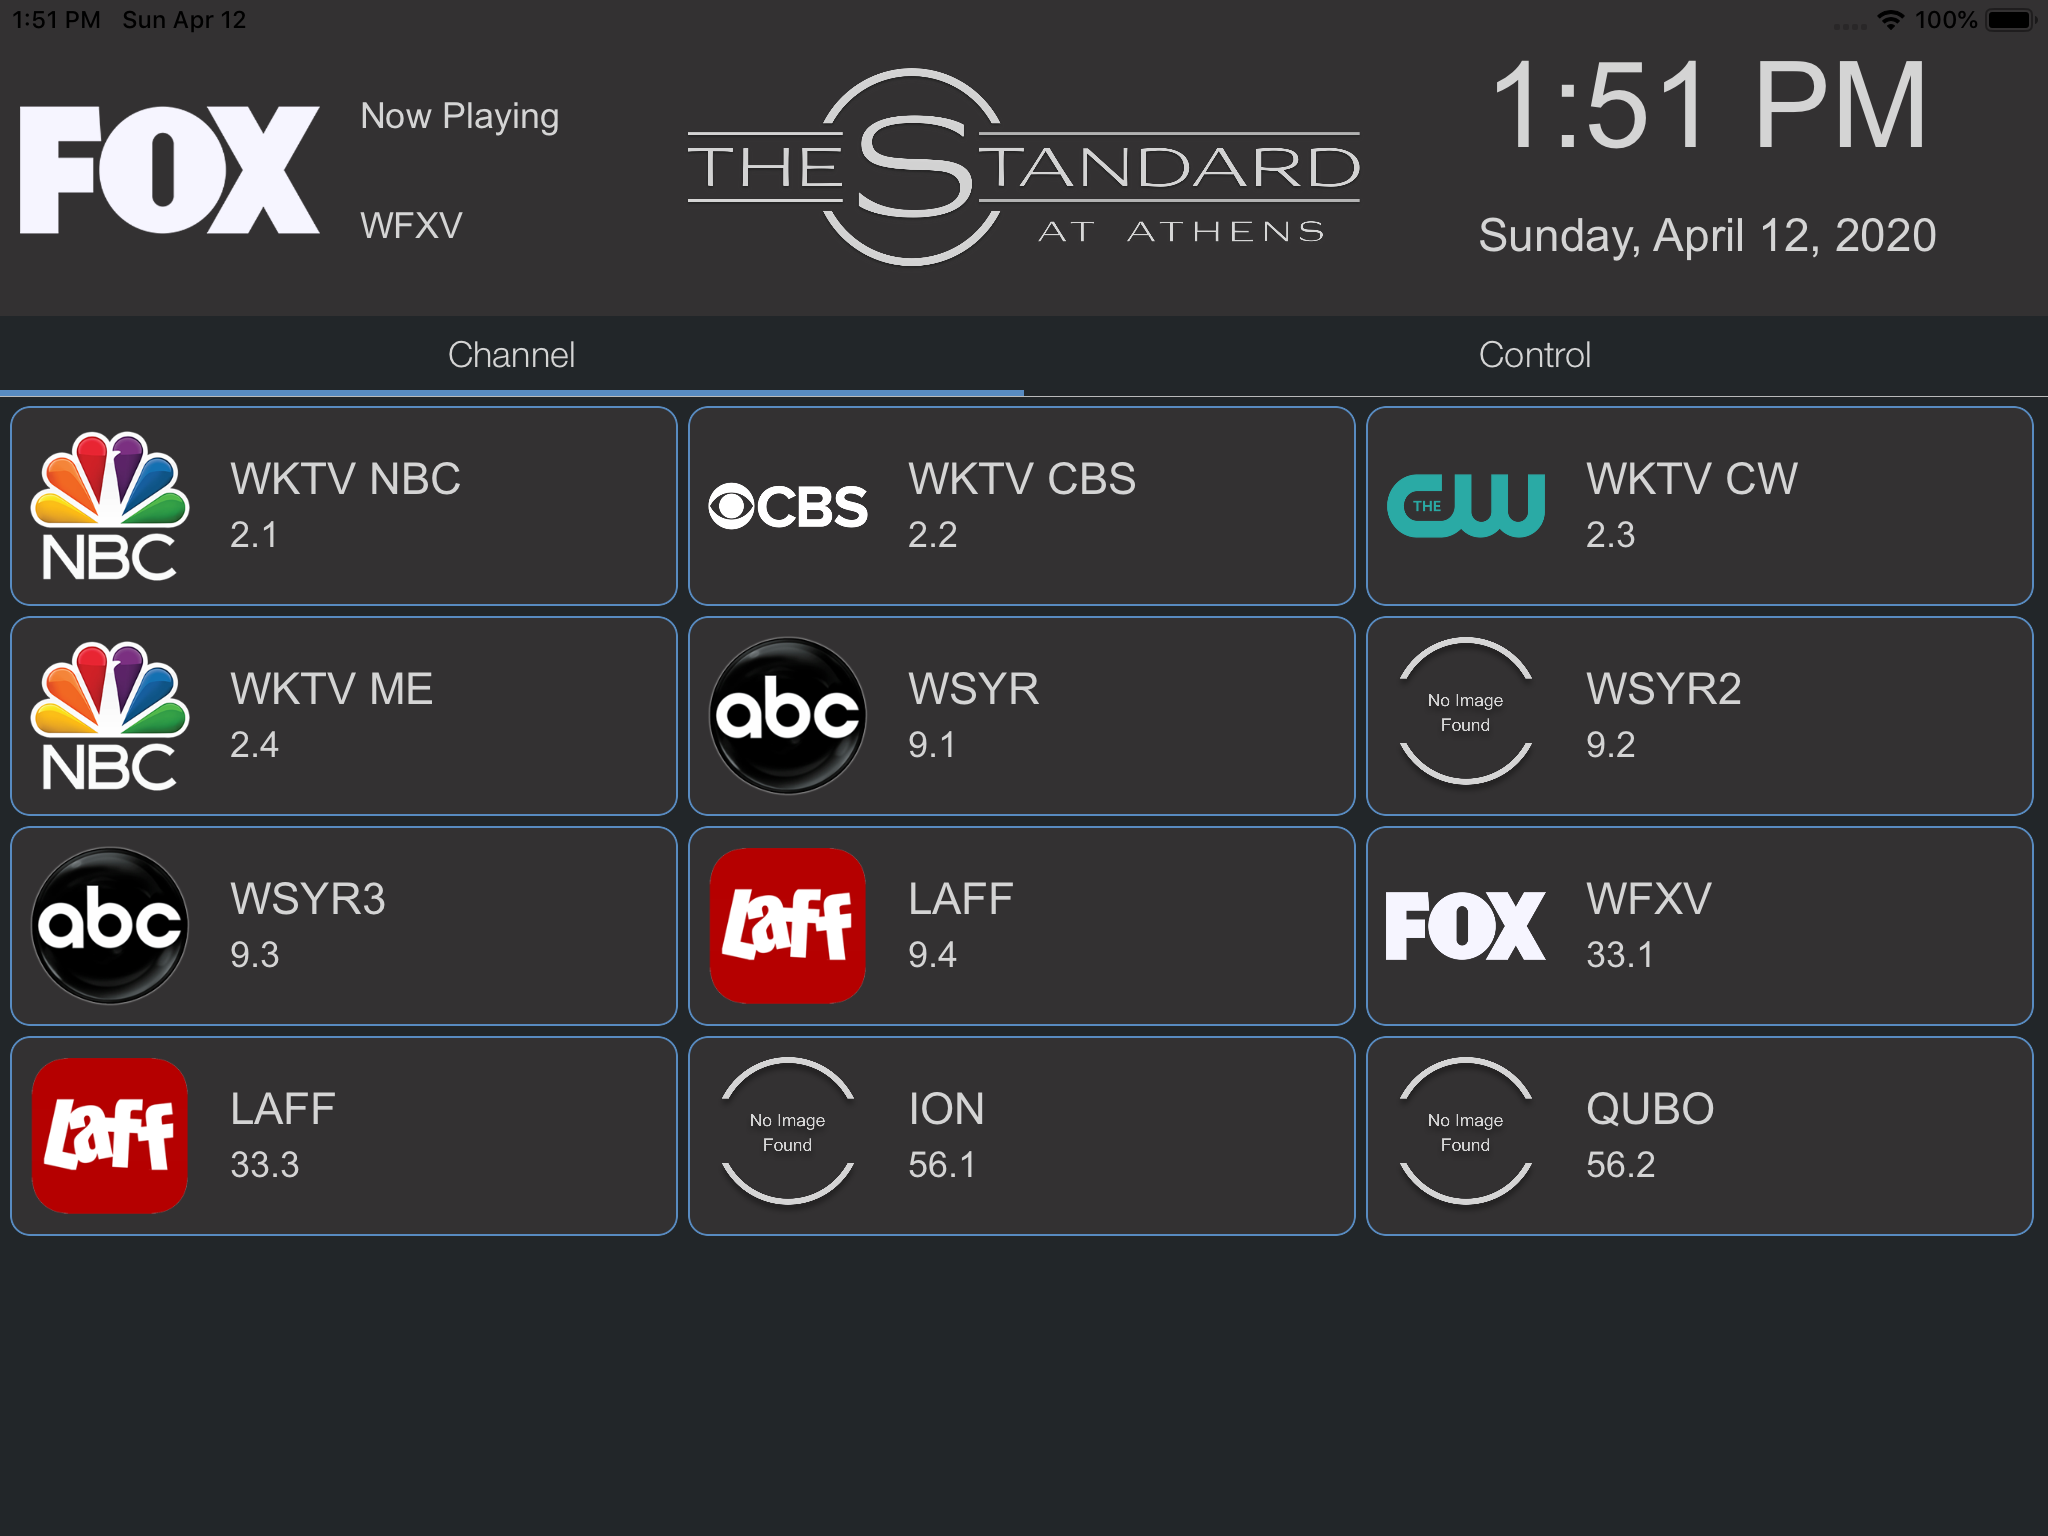 1:51 PM Sun Apr 12
100%
FOX
Now Playing
WFXV
THE STANDARD
AT ATHENS
1:51 PM
Sunday, April 12, 2020
Channel
Control
NBC
WKTV NBC
2.1
CBS
WKTV CBS
2.2
THE CW
WKTV CW
2.3
NBC
WKTV ME
2.4
abc
WSYR
9.1
No Image
Found
WSYR2
9.2
abc
WSYR3
9.3
Laff
LAFF
9.4
FOX
WFXV
33.1
Laff
LAFF
33.3
No Image
Found
ION
56.1
No Image
Found
QUBO
56.2